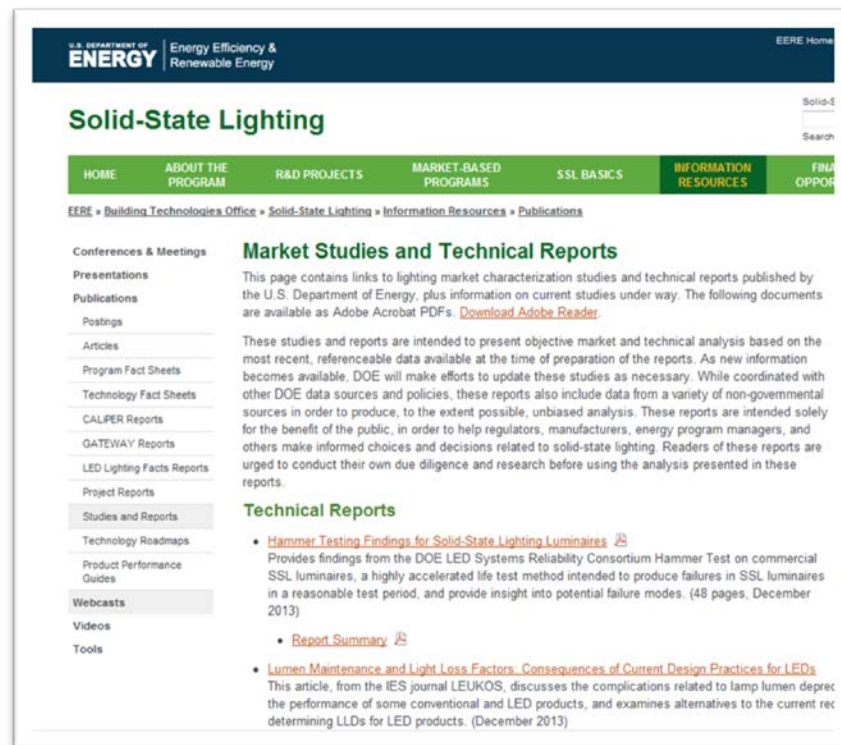 U.S. DEPARTMENT OF
ENERGY
Energy Efficiency &
Renewable Energy
EERE Home
Solid-State Lighting
Solid-S
Search
HOME
ABOUT THE
PROGRAM
R&D PROJECTS
MARKET-BASED
PROGRAMS
SSL BASICS
INFORMATION
RESOURCES
FINA
OPPOR
EERE » Building Technologies Office » Solid-State Lighting » Information Resources » Publications
Conferences & Meetings
Presentations
Publications
Postings
Articles
Program Fact Sheets
Technology Fact Sheets
CALiPER Reports
GATEWAY Reports
LED Lighting Facts Reports
Project Reports
Studies and Reports
Technology Roadmaps
Product Performance
Guides
Webcasts
Videos
Tools
Market Studies and Technical Reports
This page contains links to lighting market characterization studies and technical reports published by
the U.S. Department of Energy, plus information on current studies under way. The following documents
are available as Adobe Acrobat PDFs. Download Adobe Reader.
These studies and reports are intended to present objective market and technical analysis based on the
most recent, referenceable data available at the time of preparation of the reports. As new information
becomes available, DOE will make efforts to update these studies as necessary. While coordinated with
other DOE data sources and policies, these reports also include data from a variety of non-governmental
sources in order to produce, to the extent possible, unbiased analysis. These reports are intended solely
for the benefit of the public, in order to help regulators, manufacturers, energy program managers, and
others make informed choices and decisions related to solid-state lighting. Readers of these reports are
urged to conduct their own due diligence and research before using the analysis presented in these
reports.
Technical Reports
• Hammer Testing Findings for Solid-State Lighting Luminaires
Provides findings from the DOE LED Systems Reliability Consortium Hammer Test on commercial
SSL luminaires, a highly accelerated life test method intended to produce failures in SSL luminaires
in a reasonable test period, and provide insight into potential failure modes. (48 pages, December
2013)
• Report Summary
• Lumen Maintenance and Light Loss Factors: Consequences of Current Design Practices for LEDs
This article, from the IES journal LEUKOS, discusses the complications related to lamp lumen deprec
the performance of some conventional and LED products, and examines alternatives to the current rec
determining LLDs for LED products. (December 2013)